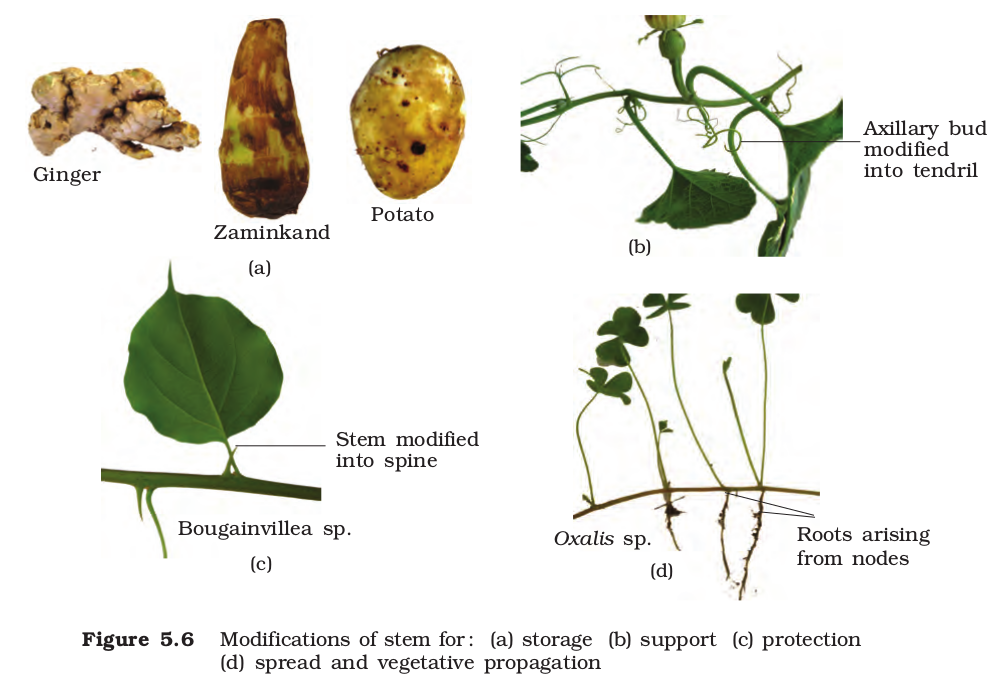 Ginger
Zaminkand
Potato
(a)
Axillary bud
modified
into tendril
(b)
Stem modified
into spine
Bougainvillea sp.
(c)
Oxalis sp.
Roots arising
from nodes
(d)
Figure 5.6 Modifications of stem for: (a) storage (b) support (c) protection
(d) spread and vegetative propagation